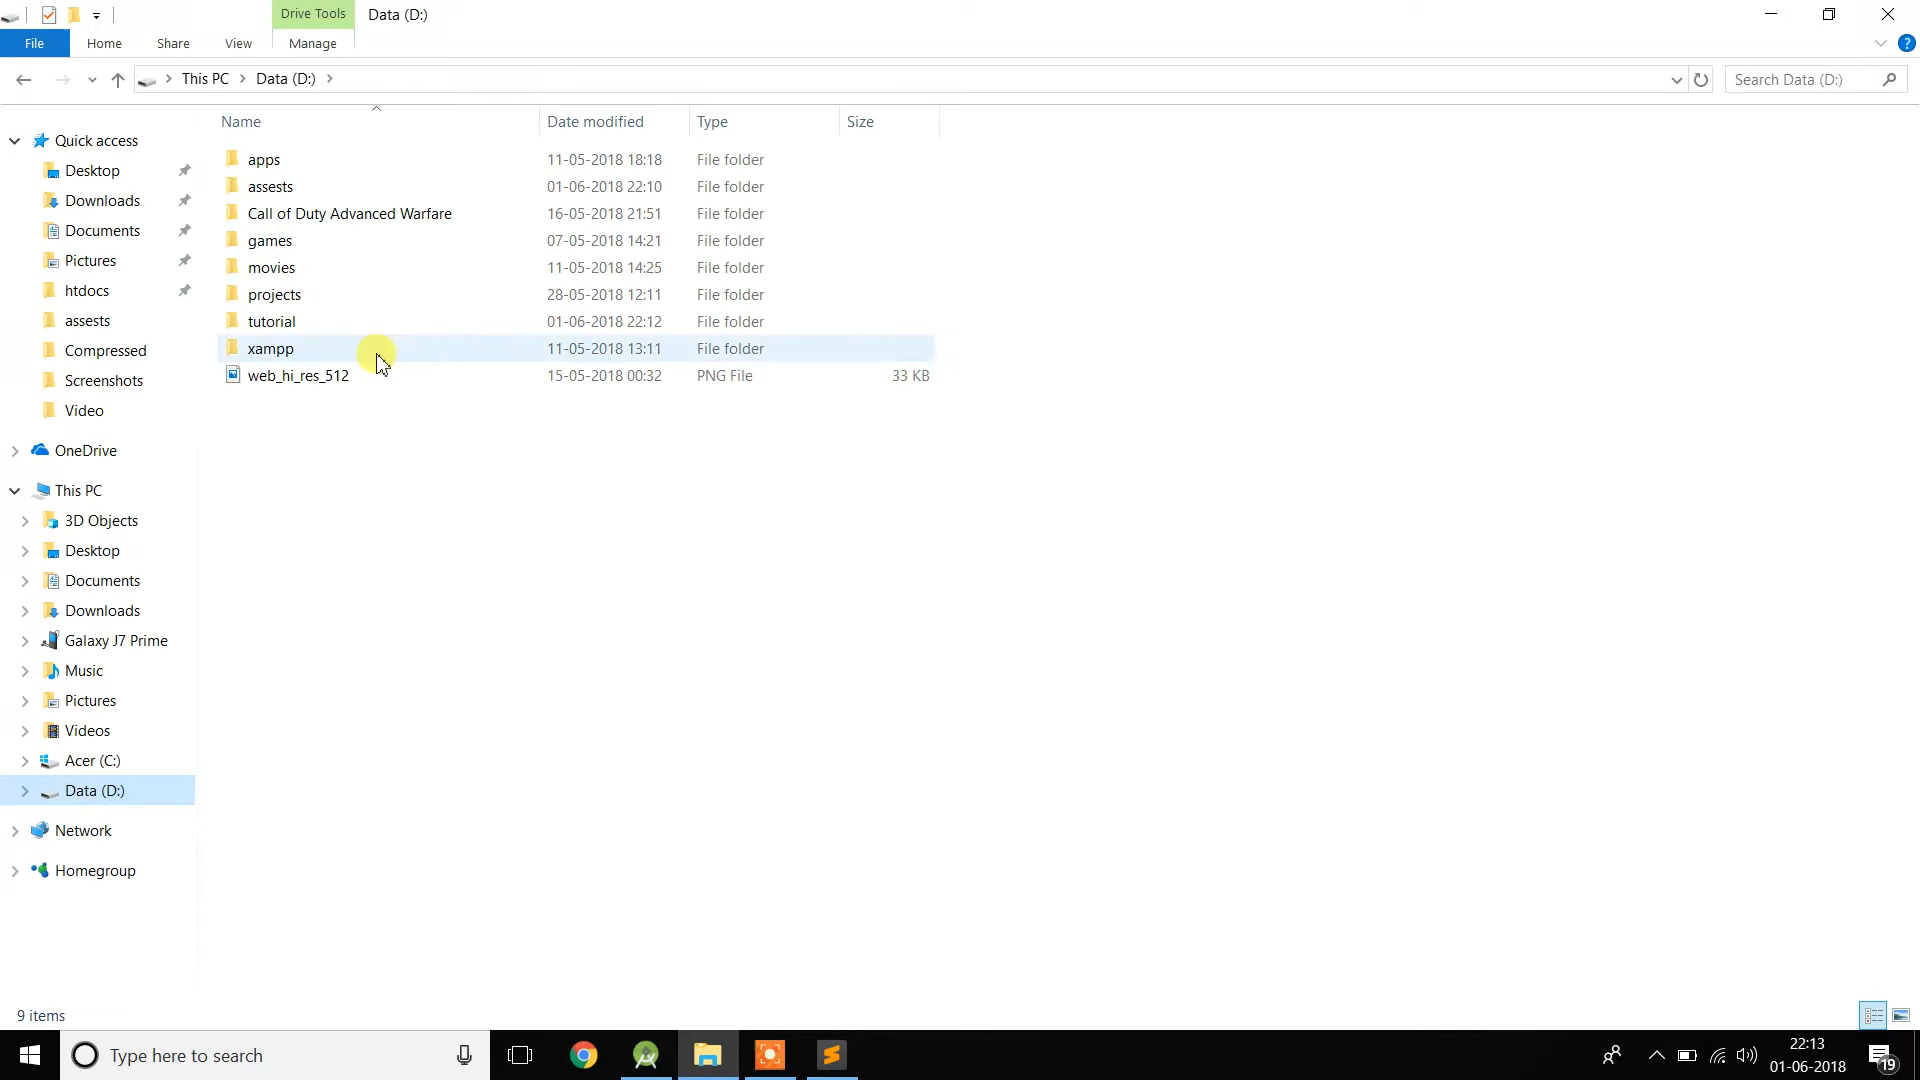 Drive Tools
Data (D:)
File
Home
Share
View
Manage
?
This PC
Data (D:)
Search Data (D:)
Name
Date modified
Type
Size
apps 11-05-2018 18:18 File folder
assests 01-06-2018 22:10 File folder
Call of Duty Advanced Warfare 16-05-2018 21:51 File folder
games 07-05-2018 14:21 File folder
movies 11-05-2018 14:25 File folder
projects 28-05-2018 12:11 File folder
tutorial 01-06-2018 22:12 File folder
xampp 11-05-2018 13:11 File folder
web_hi_res_512 15-05-2018 00:32 PNG File 33 KB
Quick access
Desktop
Downloads
Documents
Pictures
htdocs
assests
Compressed
Screenshots
Video
OneDrive
This PC
3D Objects
Desktop
Documents
Downloads
Galaxy J7 Prime
Music
Pictures
Videos
Acer (C:)
Data (D:)
Network
Homegroup
9 items
Type here to search
22:13
01-06-2018
19